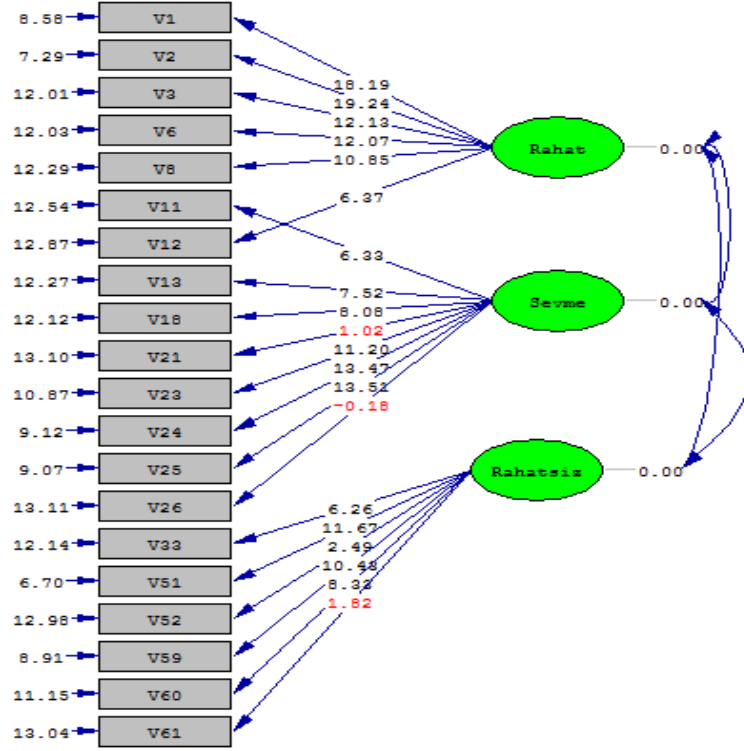 8.58 V1
7.29 V2
12.01 V3
12.03 V6
12.29 V8
12.54 V11
12.87 V12
12.27 V13
12.12 V18
13.10 V21
10.87 V23
9.12 V24
9.07 V25
13.11 V26
12.14 V33
6.70 V51
12.98 V52
8.91 V59
11.15 V60
13.04 V61
18.19
19.24
12.13
12.07
10.85
6.37
6.33
7.52
8.08
1.02
11.20
13.47
13.51
-0.18
6.26
11.67
2.49
10.43
8.33
1.82
Rahat 0.00
Sevme 0.00
Rahatsiz 0.00